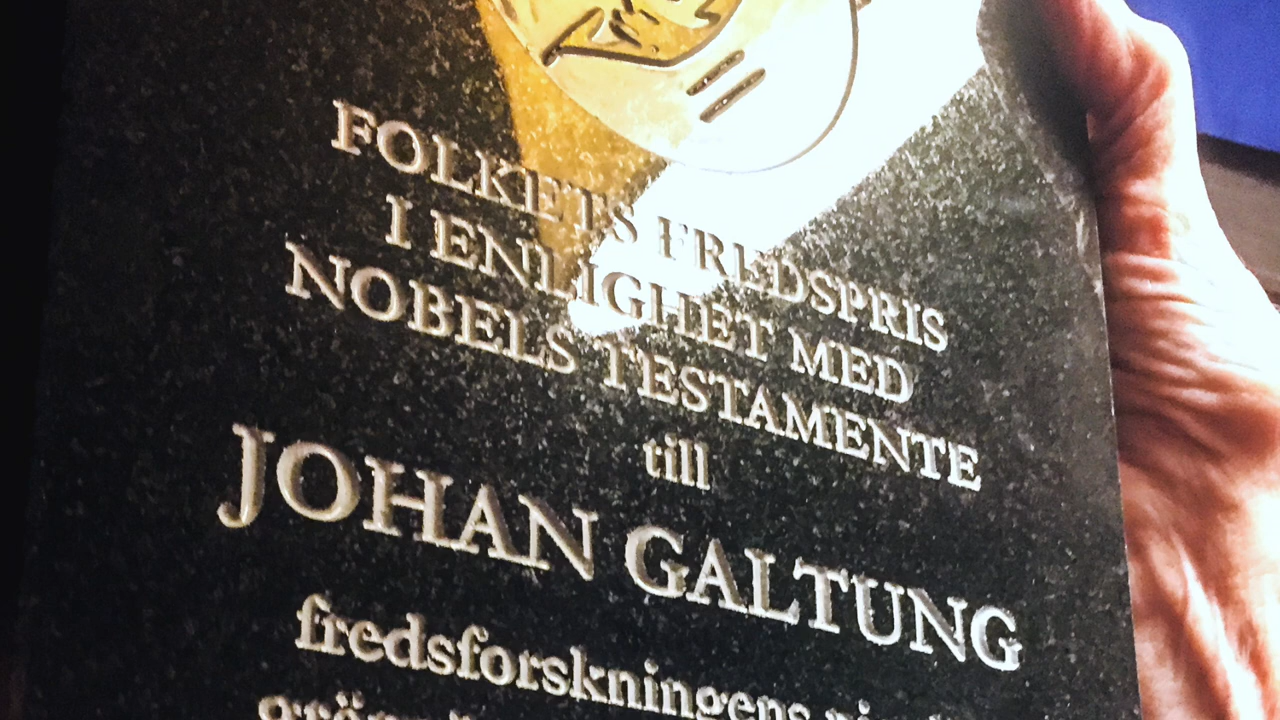 FOLKETS FREDSPRIS
I ENLIGHET MED
NOBELS TESTAMENTE
till
JOHAN GALTUNG
fredsforskningens